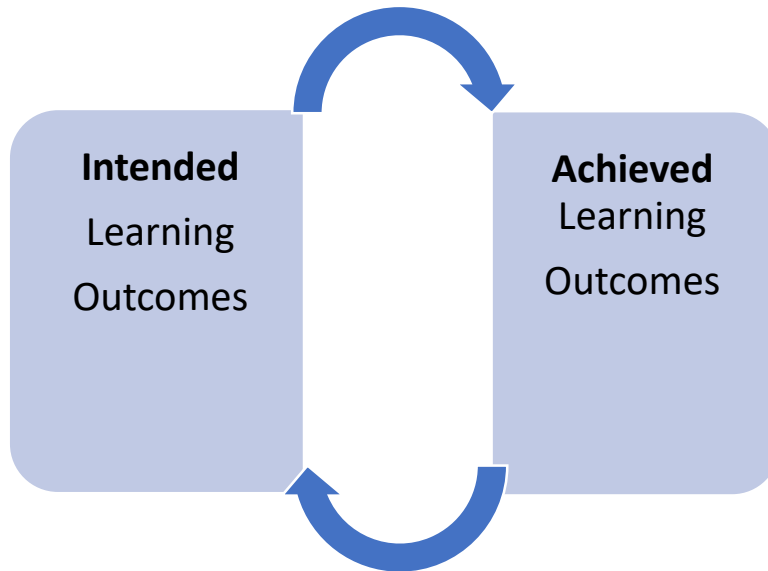 Intended
Learning
Outcomes
Achieved
Learning
Outcomes